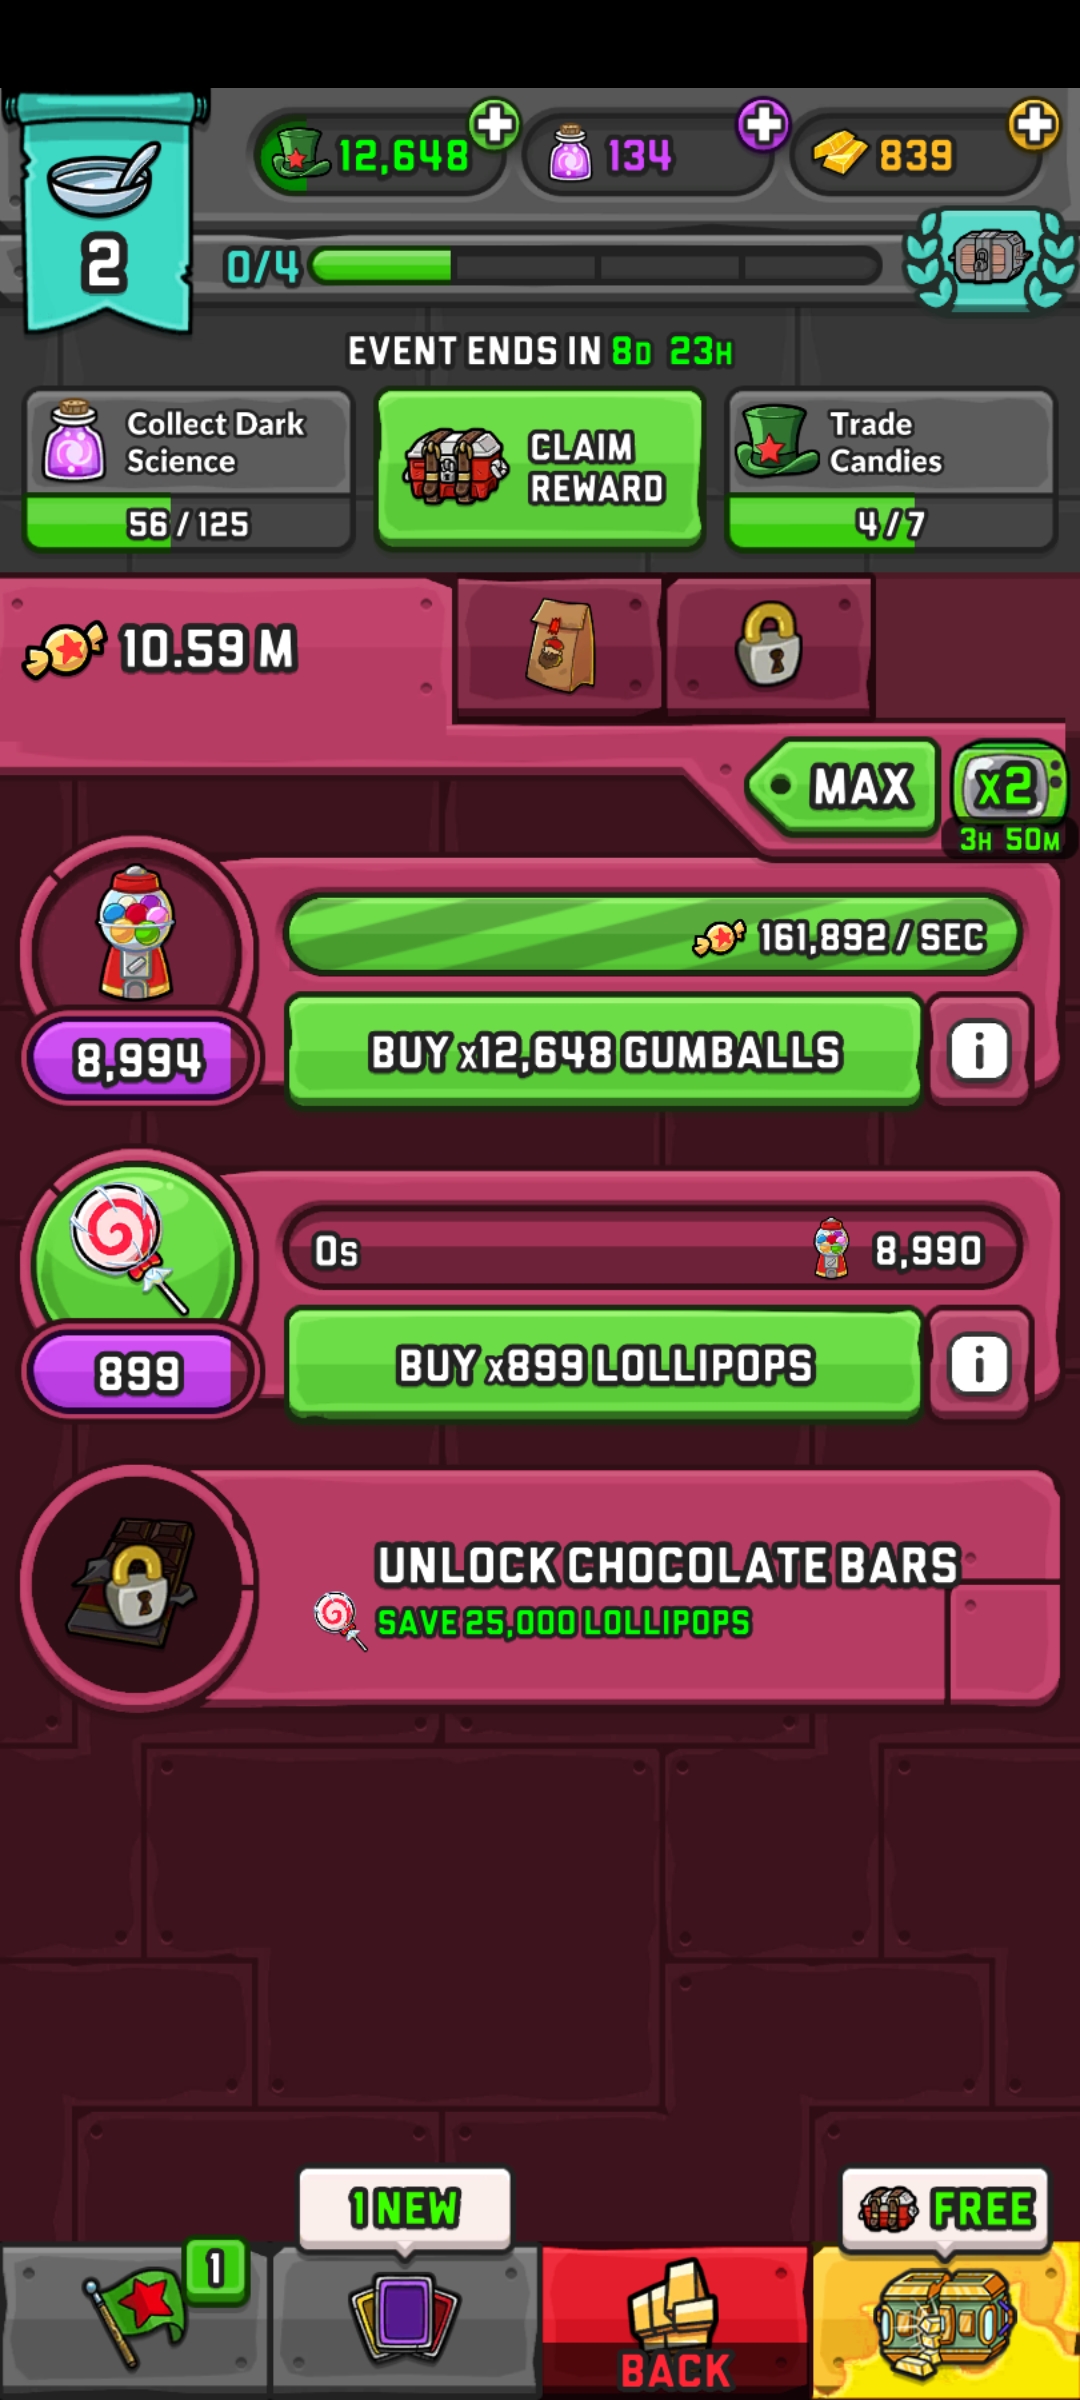 12,648
134
839
2
0/4
EVENT ENDS IN 8D 23H
Collect Dark
Science
56 / 125
CLAIM
REWARD
Trade
Candies
4 / 7
10.59 M
MAX
x2
3H 50M
161,892 / SEC
8,994
BUY x12,648 GUMBALLS
i
0s
8,990
899
BUY x899 LOLLIPOPS
i
UNLOCK CHOCOLATE BARS
SAVE 25,000 LOLLIPOPS
1 NEW
FREE
1
BACK